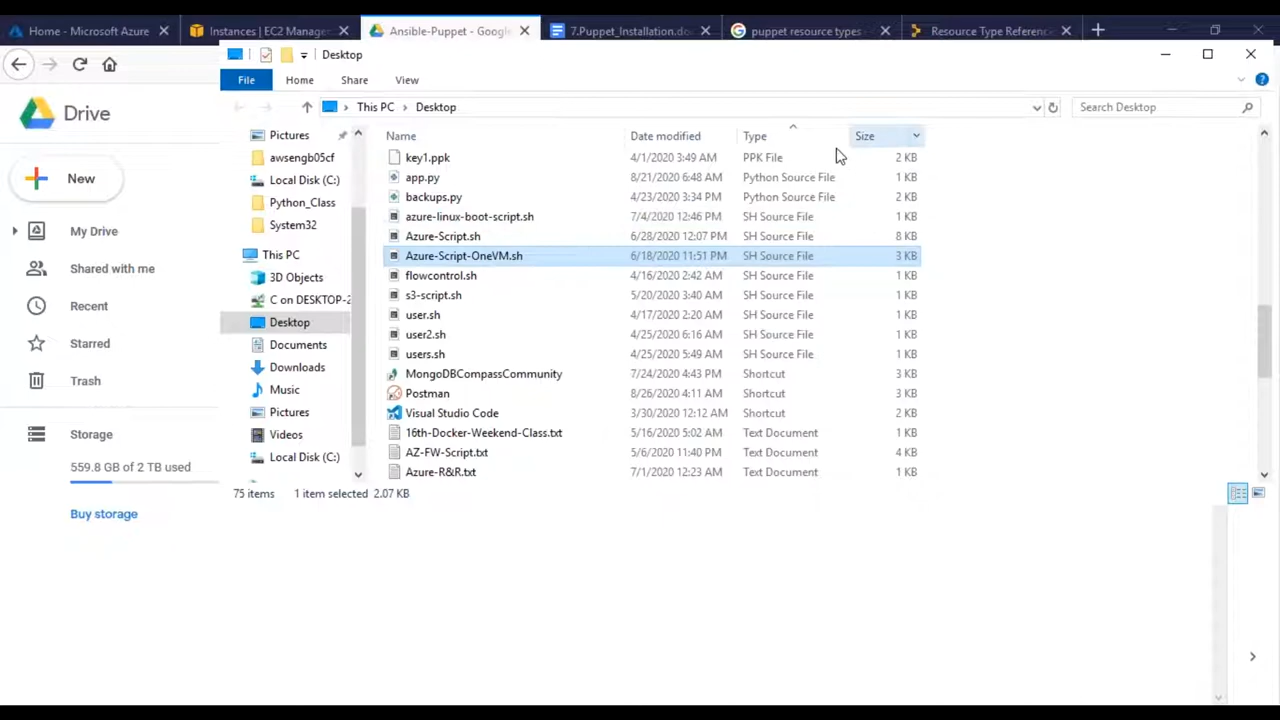 Home - Microsoft Azure
Instances | EC2 Manage
Ansible-Puppet - Google
7.Puppet_Installation.do
puppet resource types
Resource Type Referenc
Desktop
File
Home
Share
View
This PC
Desktop
Search Desktop
Drive
New
My Drive
Shared with me
Recent
Starred
Trash
Storage
559.8 GB of 2 TB used
Buy storage
Pictures
awsengb05cf
Local Disk (C:)
Python_Class
System32
This PC
3D Objects
C on DESKTOP-2
Desktop
Documents
Downloads
Music
Pictures
Videos
Local Disk (C:)
Name Date modified Type Size
key1.ppk 4/1/2020 3:49 AM PPK File 2 KB
app.py 8/21/2020 6:48 AM Python Source File 1 KB
backups.py 4/23/2020 3:34 PM Python Source File 2 KB
azure-linux-boot-script.sh 7/4/2020 12:46 PM SH Source File 1 KB
Azure-Script.sh 6/28/2020 12:07 PM SH Source File 8 KB
Azure-Script-OneVM.sh 6/18/2020 11:51 PM SH Source File 3 KB
flowcontrol.sh 4/16/2020 2:42 AM SH Source File 1 KB
s3-script.sh 5/20/2020 3:40 AM SH Source File 1 KB
user.sh 4/17/2020 2:20 AM SH Source File 1 KB
user2.sh 4/25/2020 6:16 AM SH Source File 1 KB
users.sh 4/25/2020 5:49 AM SH Source File 1 KB
MongoDBCompassCommunity 7/24/2020 4:43 PM Shortcut 3 KB
Postman 8/26/2020 4:11 AM Shortcut 3 KB
Visual Studio Code 3/30/2020 12:12 AM Shortcut 2 KB
16th-Docker-Weekend-Class.txt 5/16/2020 5:02 AM Text Document 1 KB
AZ-FW-Script.txt 5/6/2020 11:40 PM Text Document 4 KB
Azure-R&R.txt 7/1/2020 12:23 AM Text Document 1 KB
75 items 1 item selected 2.07 KB